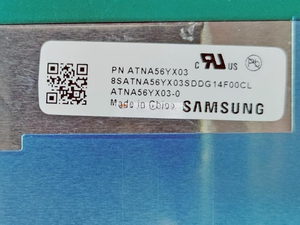 PN ATNA56YX03
8SATNA56YX03SDDG14F00CL
ATNA56YX03-0
Made in China SAMSUNG